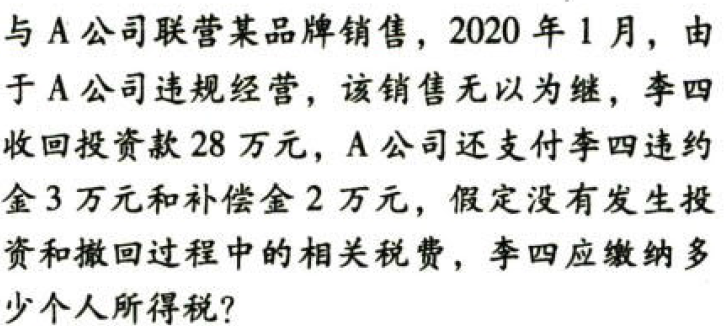 与 A 公司联营某品牌销售，2020 年 1 月，由
于 A 公司违规经营，该销售无以为继，李四
收回投资款 28 万元，A 公司还支付李四违约
金 3 万元和补偿金 2 万元，假定没有发生投
资和撤回过程中的相关税费，李四应缴纳多
少个人所得税？